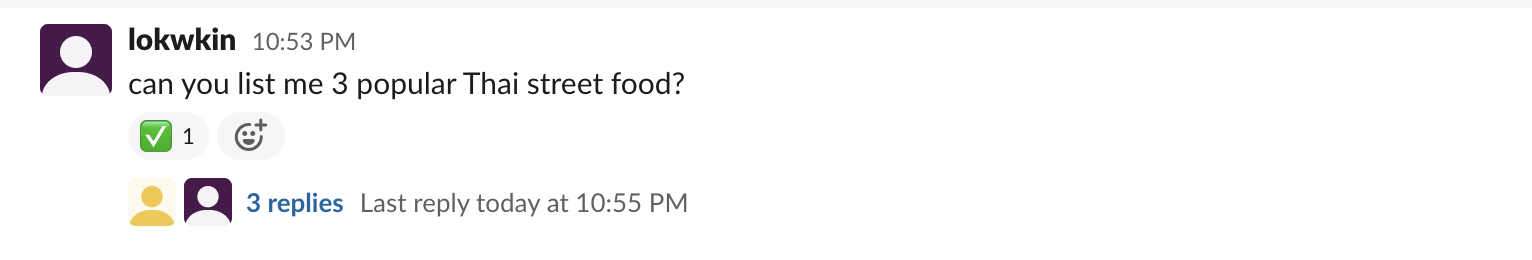 lokwkin 10:53 PM
can you list me 3 popular Thai street food?
1
3 replies Last reply today at 10:55 PM